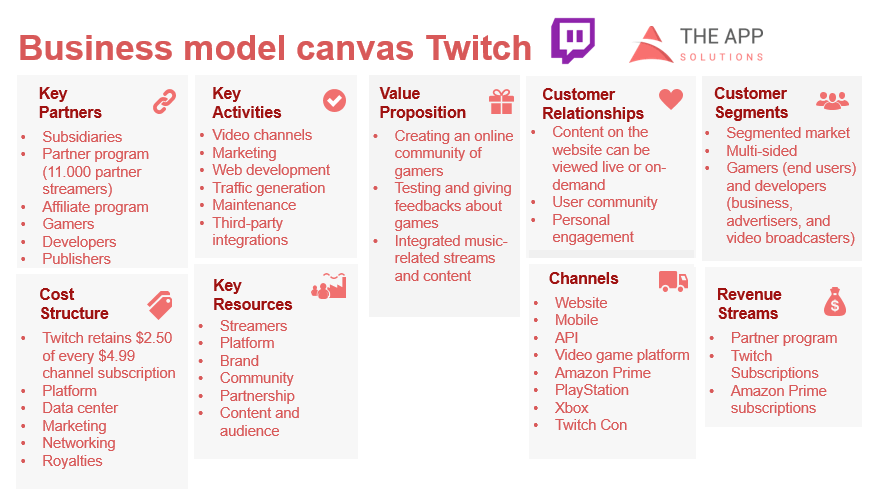 Business model canvas Twitch
THE APP
SOLUTIONS
Key
Partners
• Subsidiaries
• Partner program
(11.000 partner
streamers)
• Affiliate program
• Gamers
• Developers
• Publishers
Key
Activities
• Video channels
• Marketing
• Web development
• Traffic generation
• Maintenance
• Third-party
integrations
Value
Proposition
• Creating an online
community of
gamers
• Testing and giving
feedbacks about
games
• Integrated music-
related streams
and content
Customer
Relationships
• Content on the
website can be
viewed live or on-
demand
• User community
• Personal
engagement
Customer
Segments
• Segmented market
• Multi-sided
• Gamers (end users)
and developers
(business,
advertisers, and
video broadcasters)
Cost
Structure
• Twitch retains $2.50
of every $4.99
channel subscription
• Platform
• Data center
• Marketing
• Networking
• Royalties
Key
Resources
• Streamers
• Platform
• Brand
• Community
• Partnership
• Content and
audience
Channels
• Website
• Mobile
• API
• Video game platform
• Amazon Prime
• PlayStation
• Xbox
• Twitch Con
Revenue
Streams
$
• Partner program
• Twitch
Subscriptions
• Amazon Prime
subscriptions